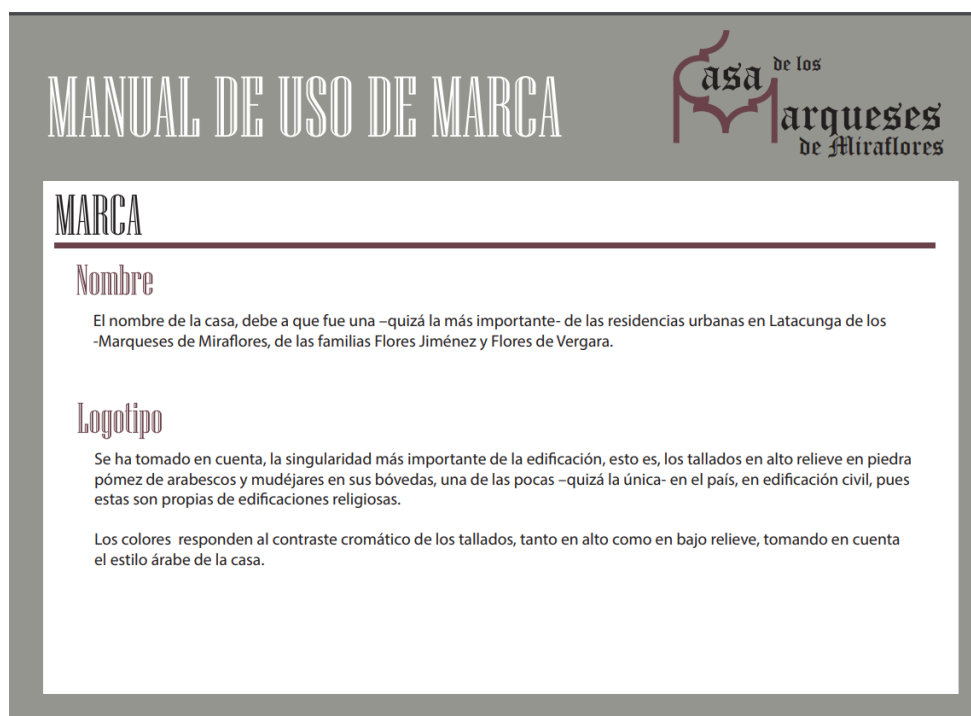 MANUAL DE USO DE MARCA
Casa de los
Marqueses
de Miraflores
MARCA
Nombre
El nombre de la casa, debe a que fue una –quizá la más importante- de las residencias urbanas en Latacunga de los
-Marqueses de Miraflores, de las familias Flores Jiménez y Flores de Vergara.
Logotipo
Se ha tomado en cuenta, la singularidad más importante de la edificación, esto es, los tallados en alto relieve en piedra
pómez de arabescos y mudéjares en sus bóvedas, una de las pocas –quizá la única- en el país, en edificación civil, pues
estas son propias de edificaciones religiosas.
Los colores  responden al contraste cromático de los tallados, tanto en alto como en bajo relieve, tomando en cuenta
el estilo árabe de la casa.